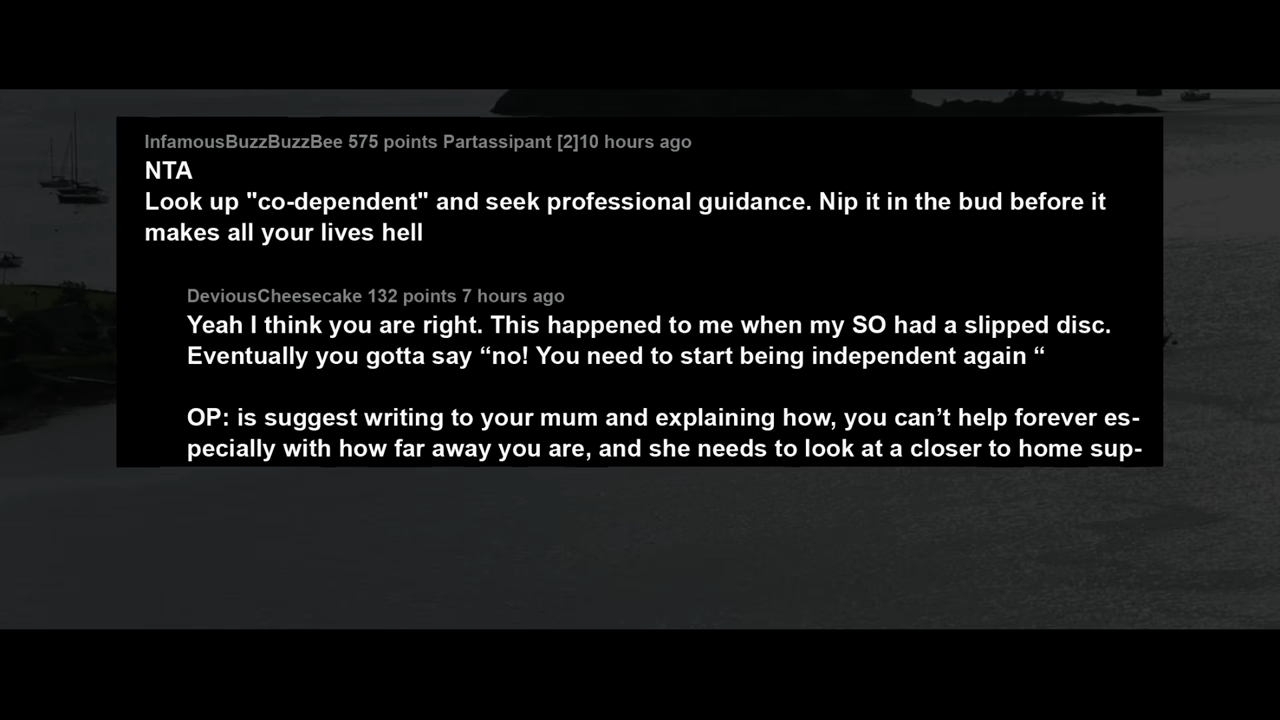 InfamousBuzzBuzzBee 575 points Partassipant [2]10 hours ago
NTA
Look up "co-dependent" and seek professional guidance. Nip it in the bud before it
makes all your lives hell
DeviousCheesecake 132 points 7 hours ago
Yeah I think you are right. This happened to me when my SO had a slipped disc.
Eventually you gotta say “no! You need to start being independent again “
OP: is suggest writing to your mum and explaining how, you can’t help forever es-
pecially with how far away you are, and she needs to look at a closer to home sup-